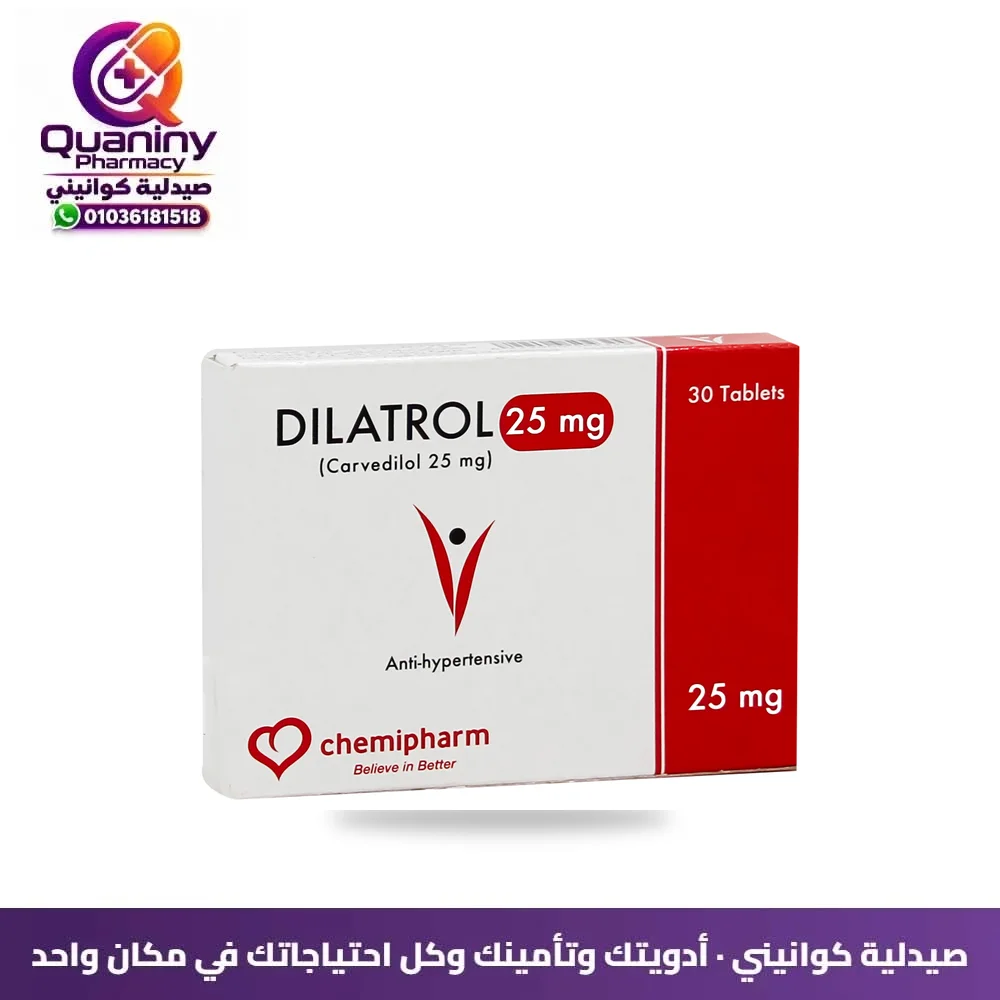 Quaniny
Pharmacy
صيدلية كوانيني
01036181518
30 Tablets
DILATROL 25 mg
(Carvedilol 25 mg)
Anti-hypertensive
25 mg
chemipharm
Believe in Better
صيدلية كوانيني · أدويتك وتأمينك وكل احتياجاتك في مكان واحد